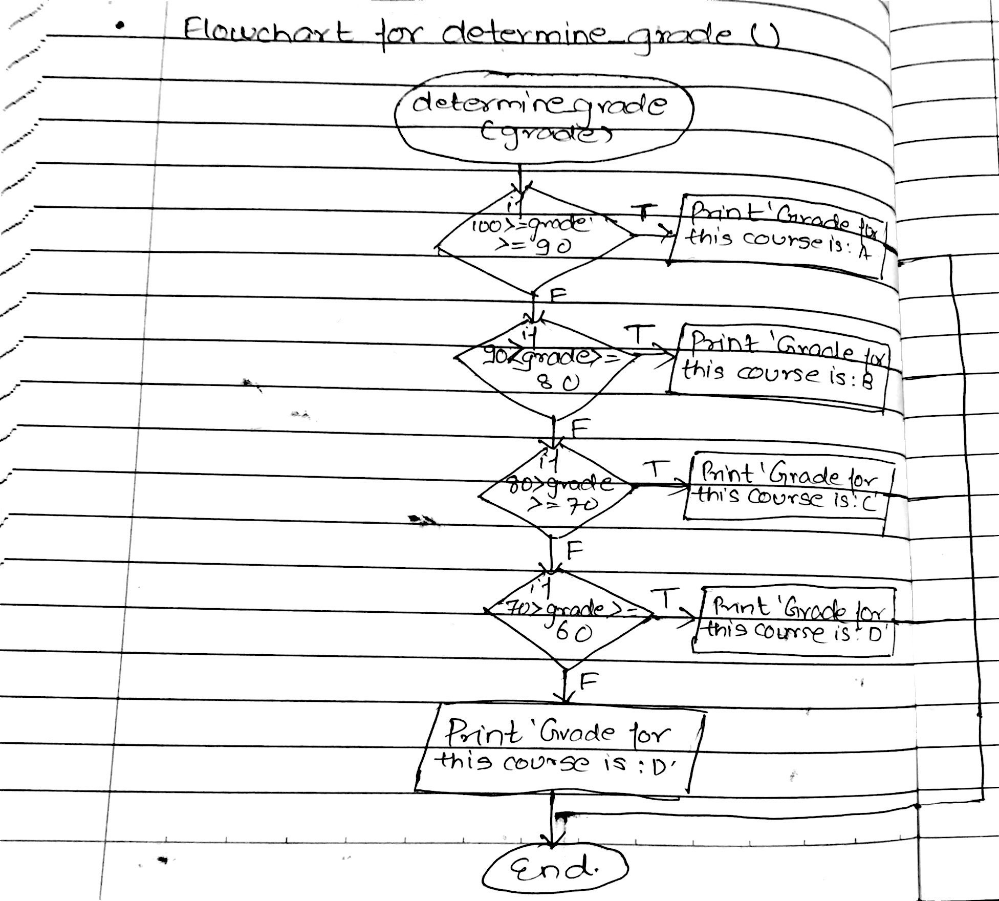 • Flowchart for determine_grade ()
determine_grade
(grade)
if
100>=grade
>=90
T
Print 'Grade for
this course is: A'
F
if
90>grade>=
80
T
Print 'Grade for
this course is: B
F
if
80>grade
>=70
T
Print 'Grade for
this course is: C'
F
if
70>grade>=
60
T
Print 'Grade for
this course is: D'
F
Print 'Grade for
this course is : D'
End.